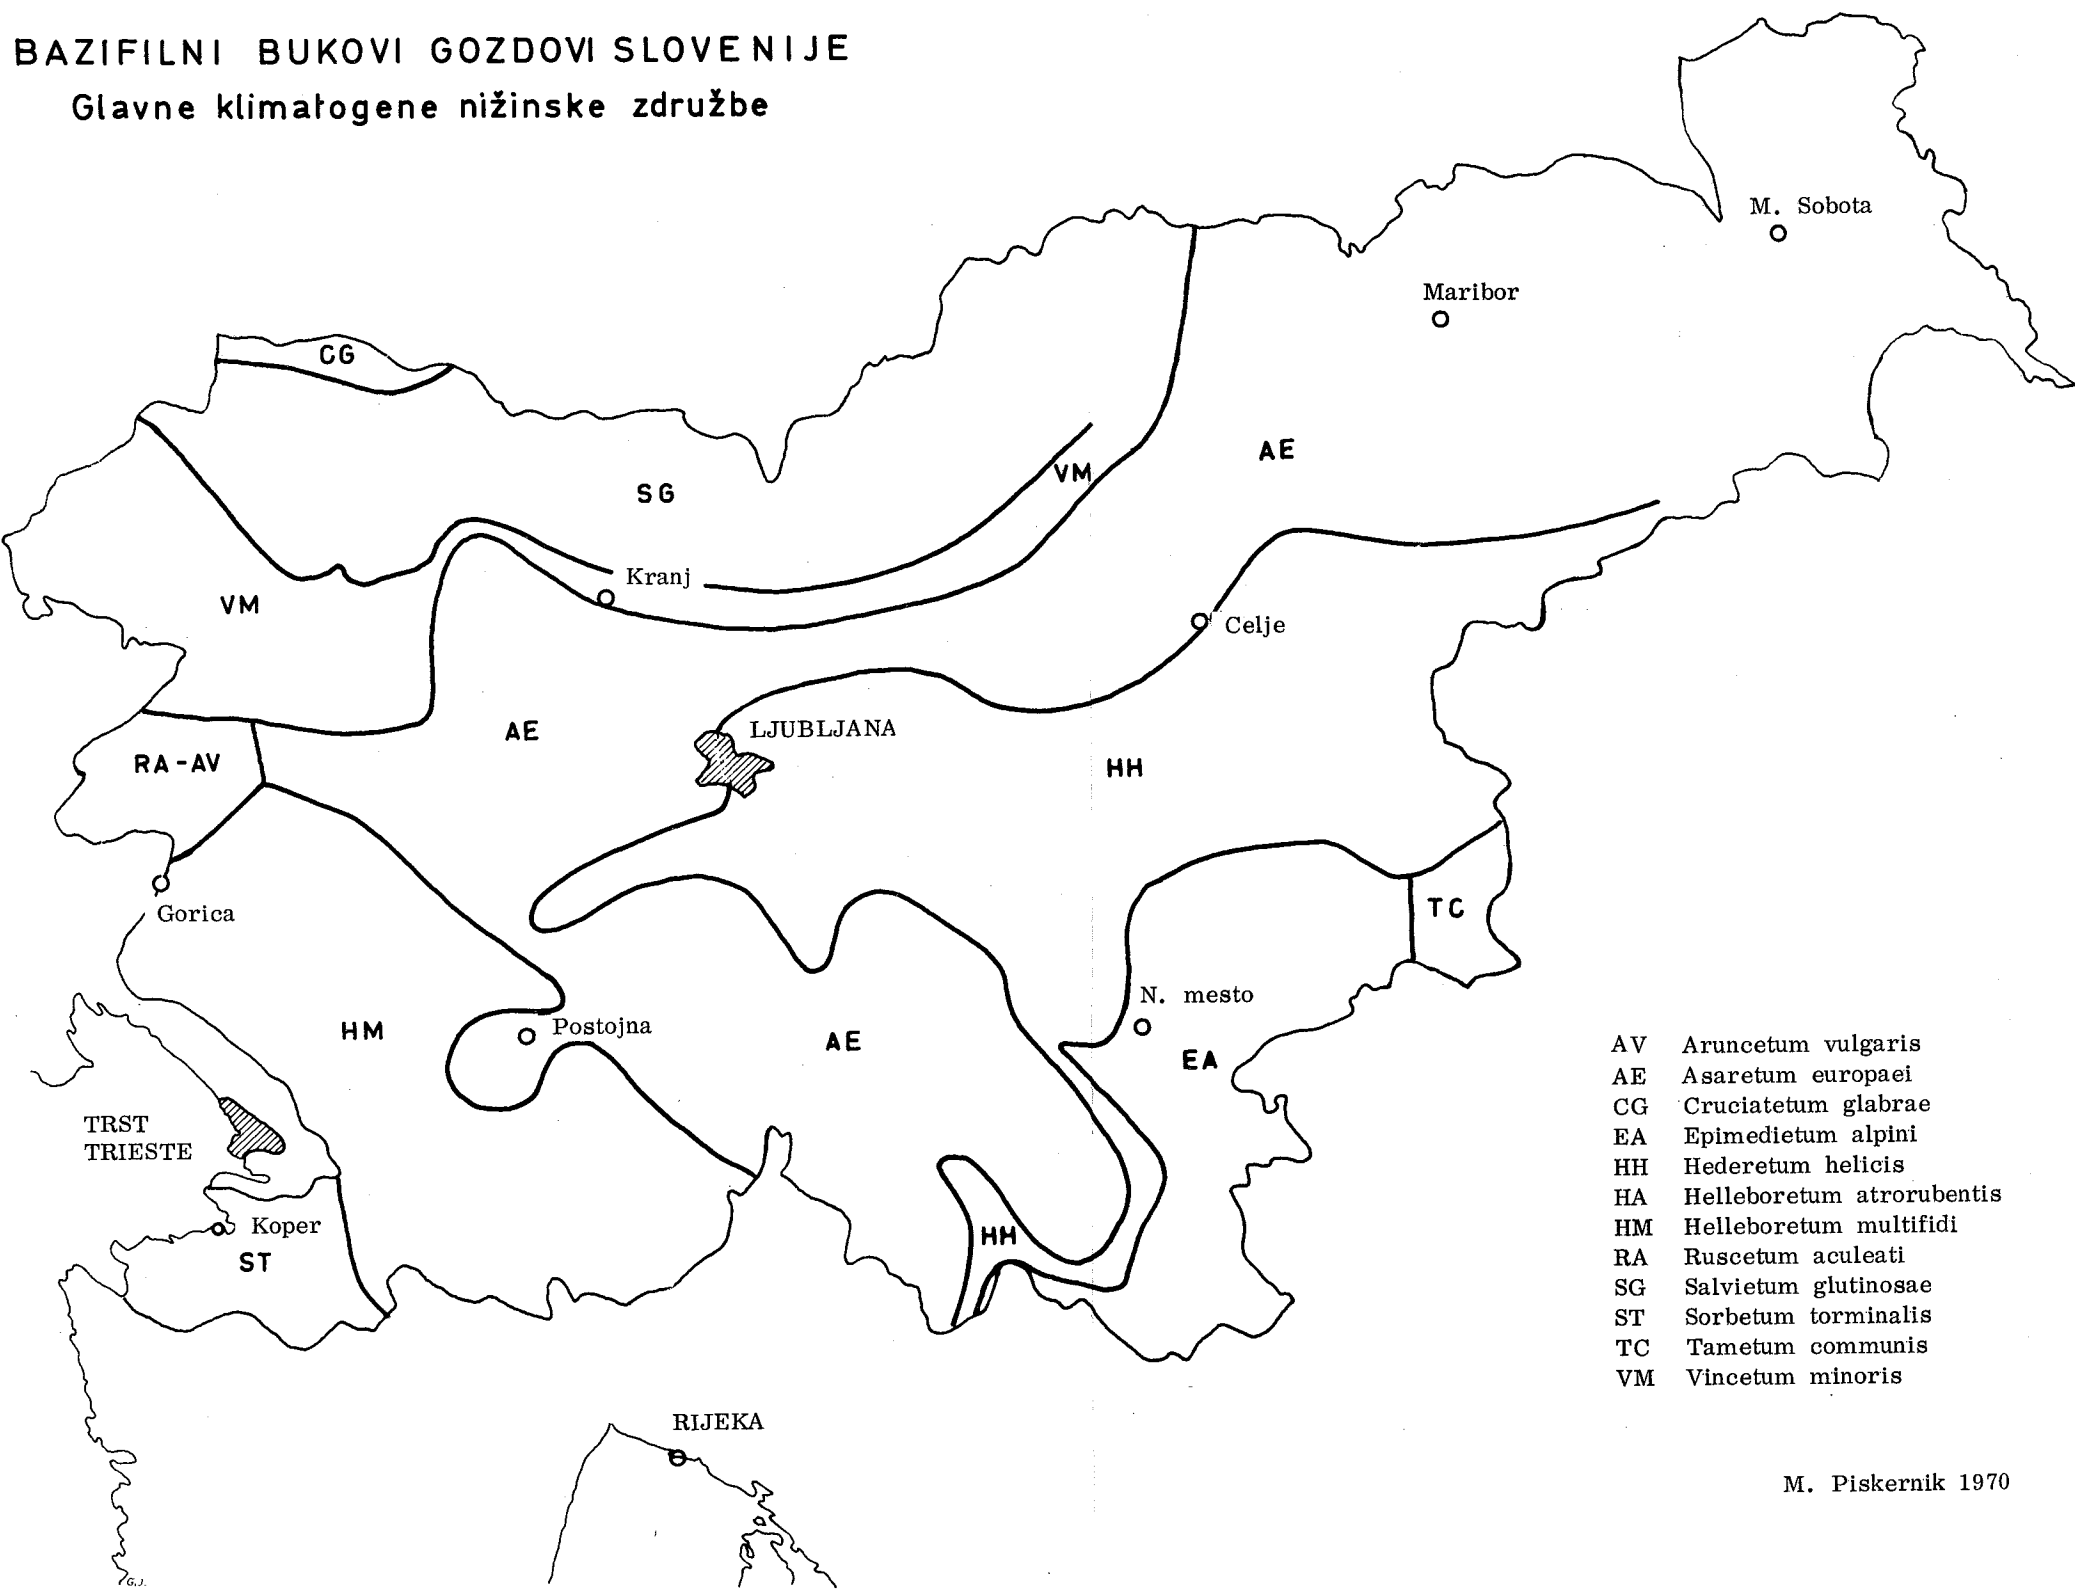 BAZIFILNI BUKOVI GOZDOVI SLOVENIJE
Glavne klimatogene nižinske združbe
M. Sobota
Maribor
CG
AE
VM
SG
Kranj
VM
Celje
AE
LJUBLJANA
RA-AV
HH
TC
Gorica
N. mesto
Postojna
HM
AE
EA
TRST
TRIESTE
Koper
HH
ST
AV Aruncetum vulgaris
AE Asaretum europaei
CG Cruciatetum glabrae
EA Epimedietum alpini
HH Hederetum helicis
HA Helleboretum atrorubentis
HM Helleboretum multifidi
RA Ruscetum aculeati
SG Salvietum glutinosae
ST Sorbetum torminalis
TC Tametum communis
VM Vincetum minoris
RIJEKA
M. Piskernik 1970
G.J.